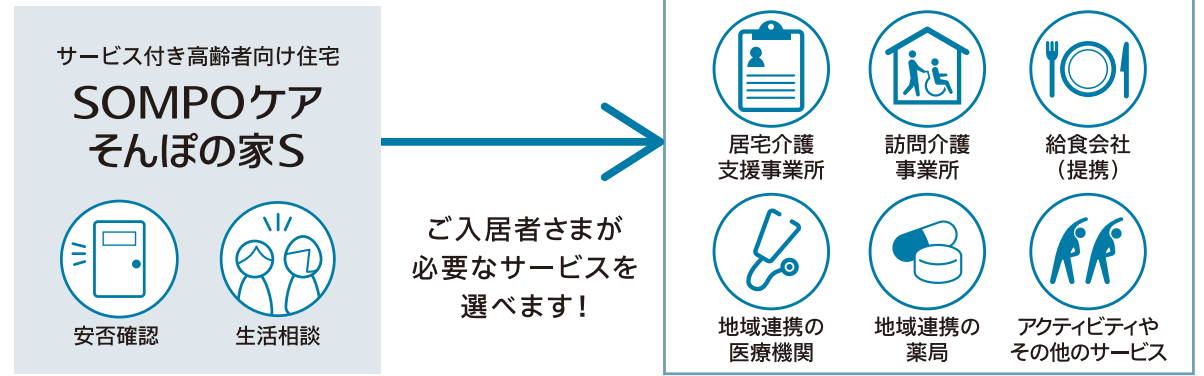 サービス付き高齢者向け住宅
SOMPOケア
そんぽの家S
安否確認
生活相談
ご入居者さまが
必要なサービスを
選べます!
居宅介護
支援事業所
訪問介護
事業所
給食会社
（提携）
地域連携の
医療機関
地域連携の
薬局
アクティビティや
その他のサービス